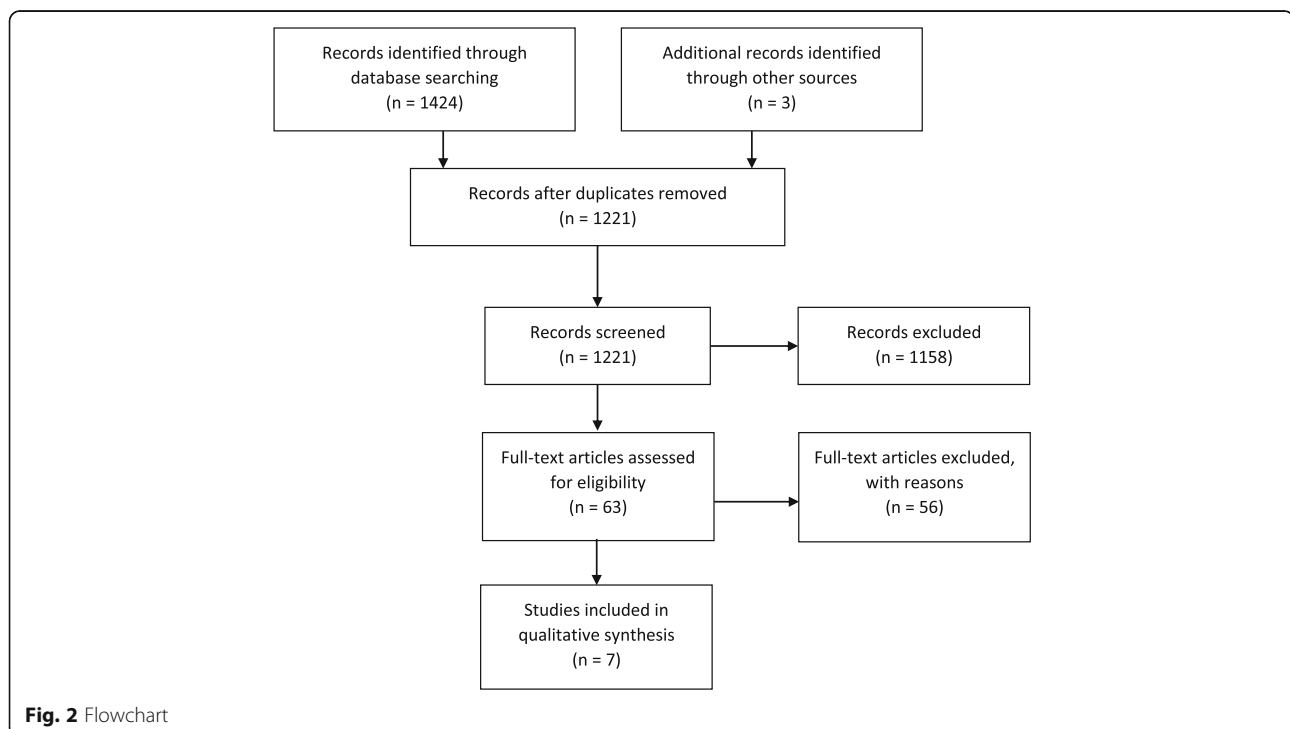 Records identified through
database searching
(n = 1424)
Additional records identified
through other sources
(n = 3)
Records after duplicates removed
(n = 1221)
Records screened
(n = 1221)
Records excluded
(n = 1158)
Full-text articles assessed
for eligibility
(n = 63)
Full-text articles excluded,
with reasons
(n = 56)
Studies included in
qualitative synthesis
(n = 7)
Fig. 2 Flowchart